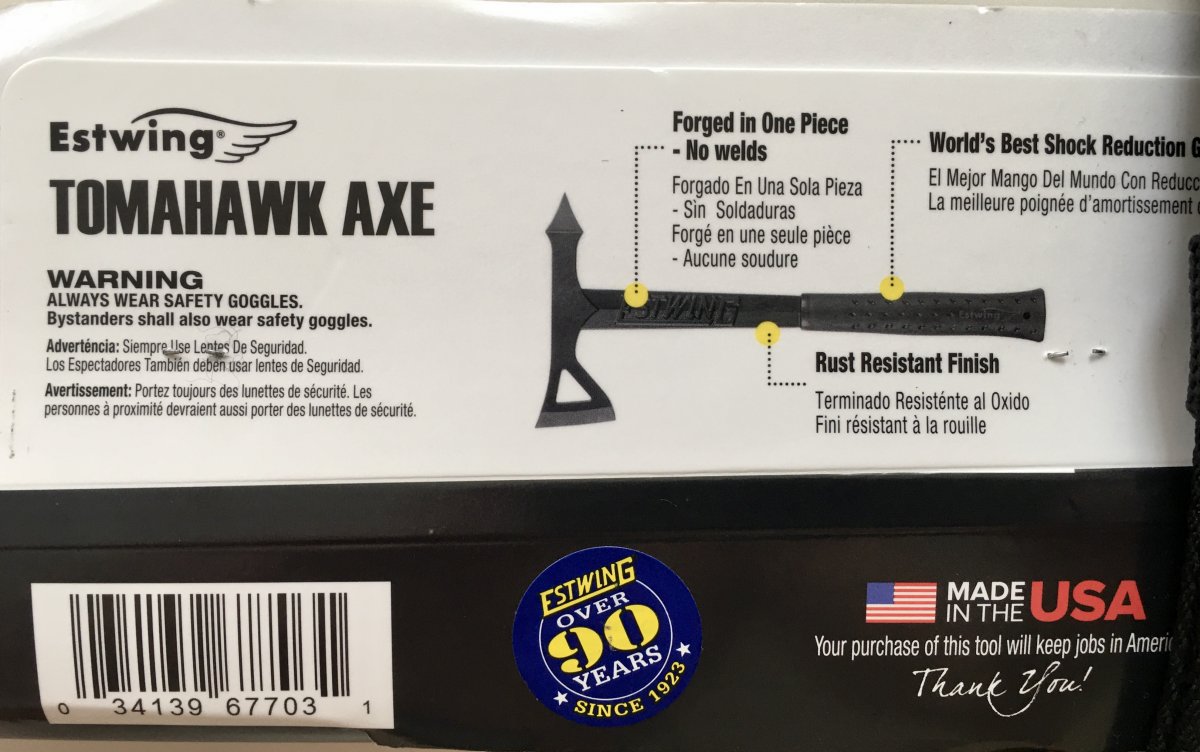 Estwing®
TOMAHAWK AXE
WARNING
ALWAYS WEAR SAFETY GOGGLES.
Bystanders shall also wear safety goggles.
Adverténcia: Siempre Use Lentes De Seguridad.
Los Espectadores También deben usar lentes de Seguridad.
Avertissement: Portez toujours des lunettes de sécurité. Les
personnes à proximité devraient aussi porter des lunettes de sécurité.
Forged in One Piece
- No welds
Forgado En Una Sola Pieza
- Sin Soldaduras
Forgé en une seule pièce
- Aucune soudure
World's Best Shock Reduction
El Mejor Mango Del Mundo Con
La meilleure poignée d'amortissement
ESTWING
Estwing
Rust Resistant Finish
Terminado Resisténte al Oxido
Fini résistant à la rouille
0 34139 67703 1
ESTWING
OVER
90
YEARS
SINCE 1923
MADE
IN THE USA
Your purchase of this tool will keep jobs in
Thank You!